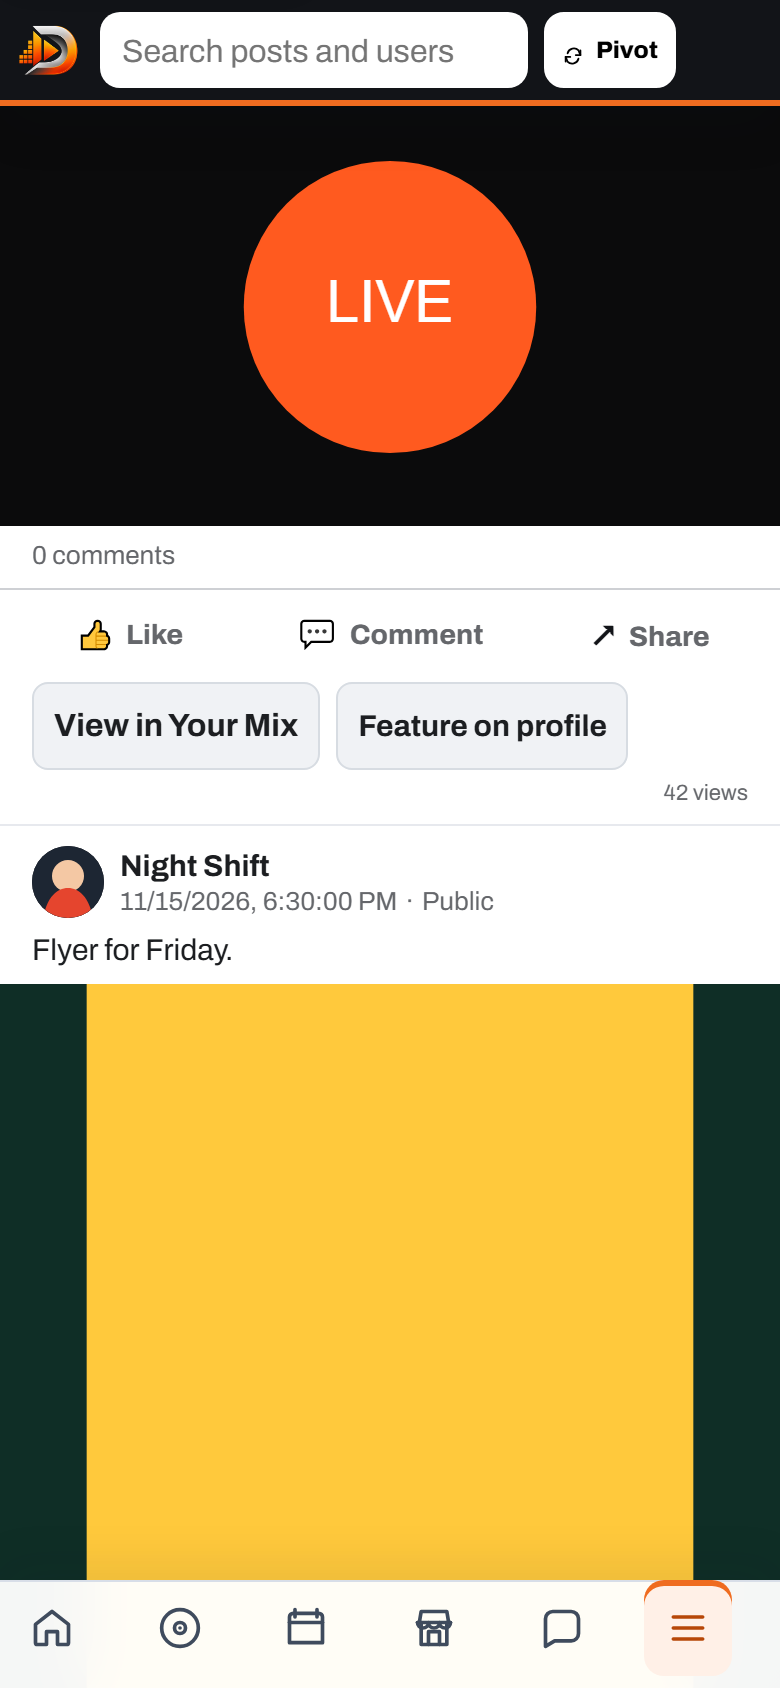 Search posts and users
Pivot
LIVE
0 comments
Like
Comment
Share
View in Your Mix
Feature on profile
42 views
Night Shift
11/15/2026, 6:30:00 PM · Public
Flyer for Friday.